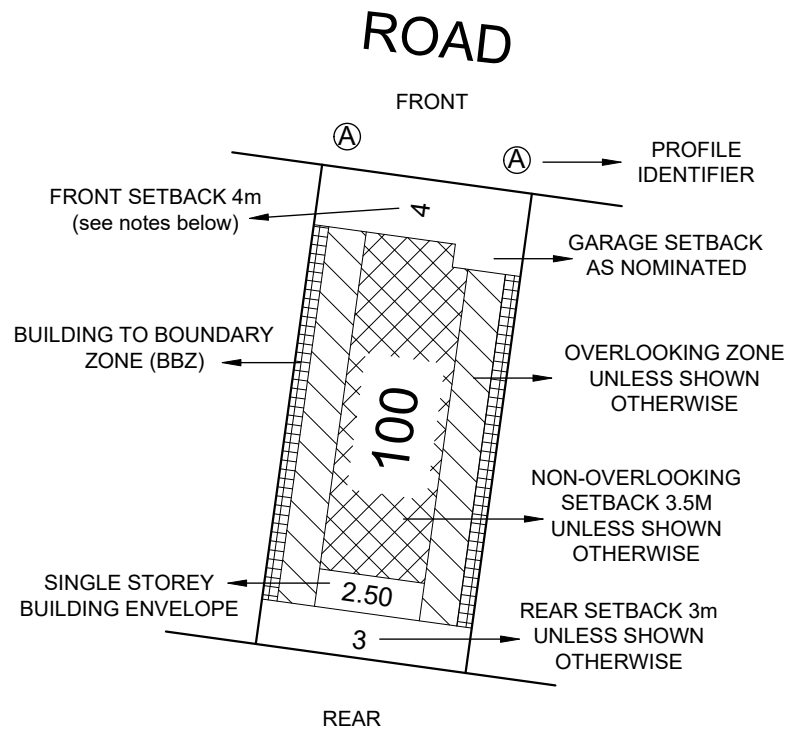 ROAD
FRONT
A
A
PROFILE
IDENTIFIER
FRONT SETBACK 4m
(see notes below)
4
GARAGE SETBACK
AS NOMINATED
BUILDING TO BOUNDARY
ZONE (BBZ)
OVERLOOKING ZONE
UNLESS SHOWN
OTHERWISE
100
NON-OVERLOOKING
SETBACK 3.5M
UNLESS SHOWN
OTHERWISE
SINGLE STOREY
BUILDING ENVELOPE
2.50
REAR SETBACK 3m
UNLESS SHOWN
OTHERWISE
3
REAR